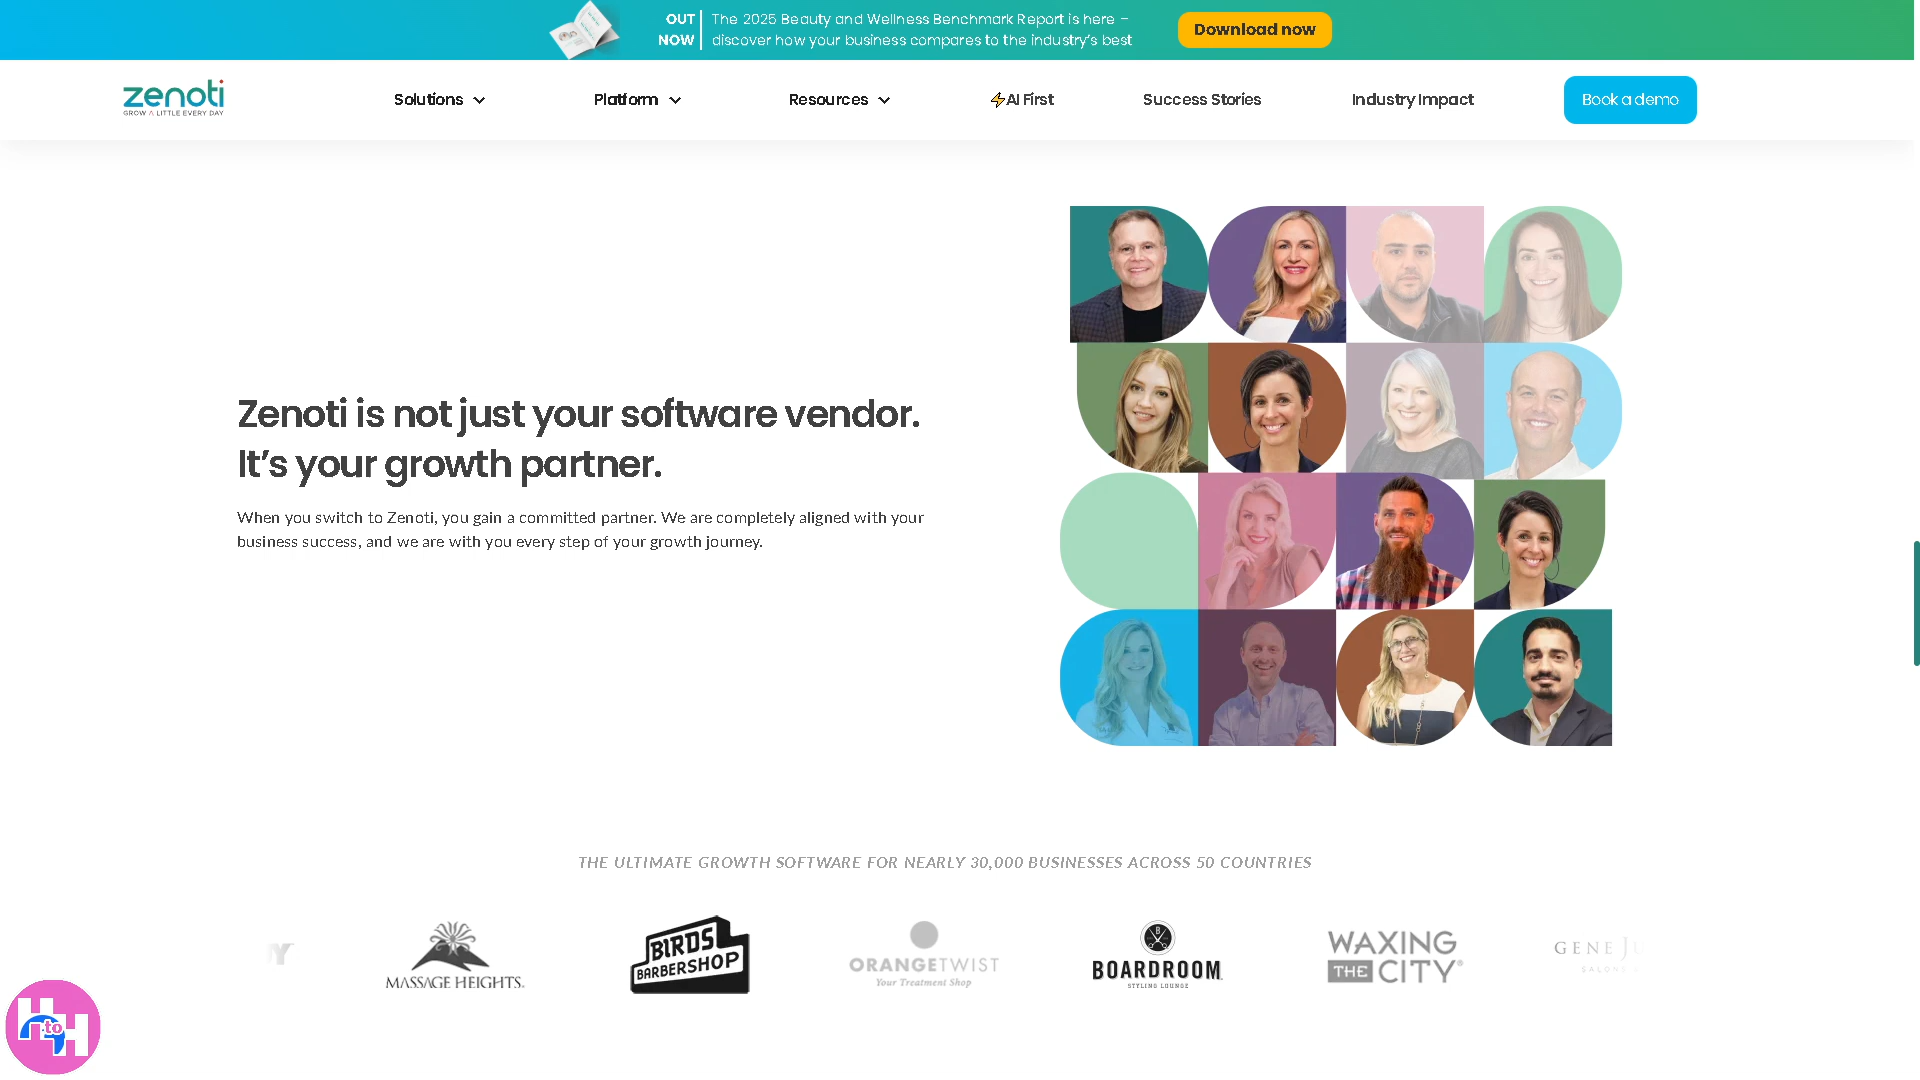 OUT
NOW
The 2025 Beauty and Wellness Benchmark Report is here –
discover how your business compares to the industry's best
Download now
zenoti
GROW A LITTLE EVERY DAY
Solutions
Platform
Resources
⚡AI First
Success Stories
Industry Impact
Book a demo
Zenoti is not just your software vendor.
It's your growth partner.
When you switch to Zenoti, you gain a committed partner. We are completely aligned with your
business success, and we are with you every step of your growth journey.
THE ULTIMATE GROWTH SOFTWARE FOR NEARLY 30,000 BUSINESSES ACROSS 50 COUNTRIES
MASSAGE HEIGHTS.
BIRDS
BARBERSHOP
ORANGETWIST
Your Treatment Shop
B
BOARDROOM
STYLING LOUNGE
WAXING
THE CITY®
GENE JU
SALONS
H to H